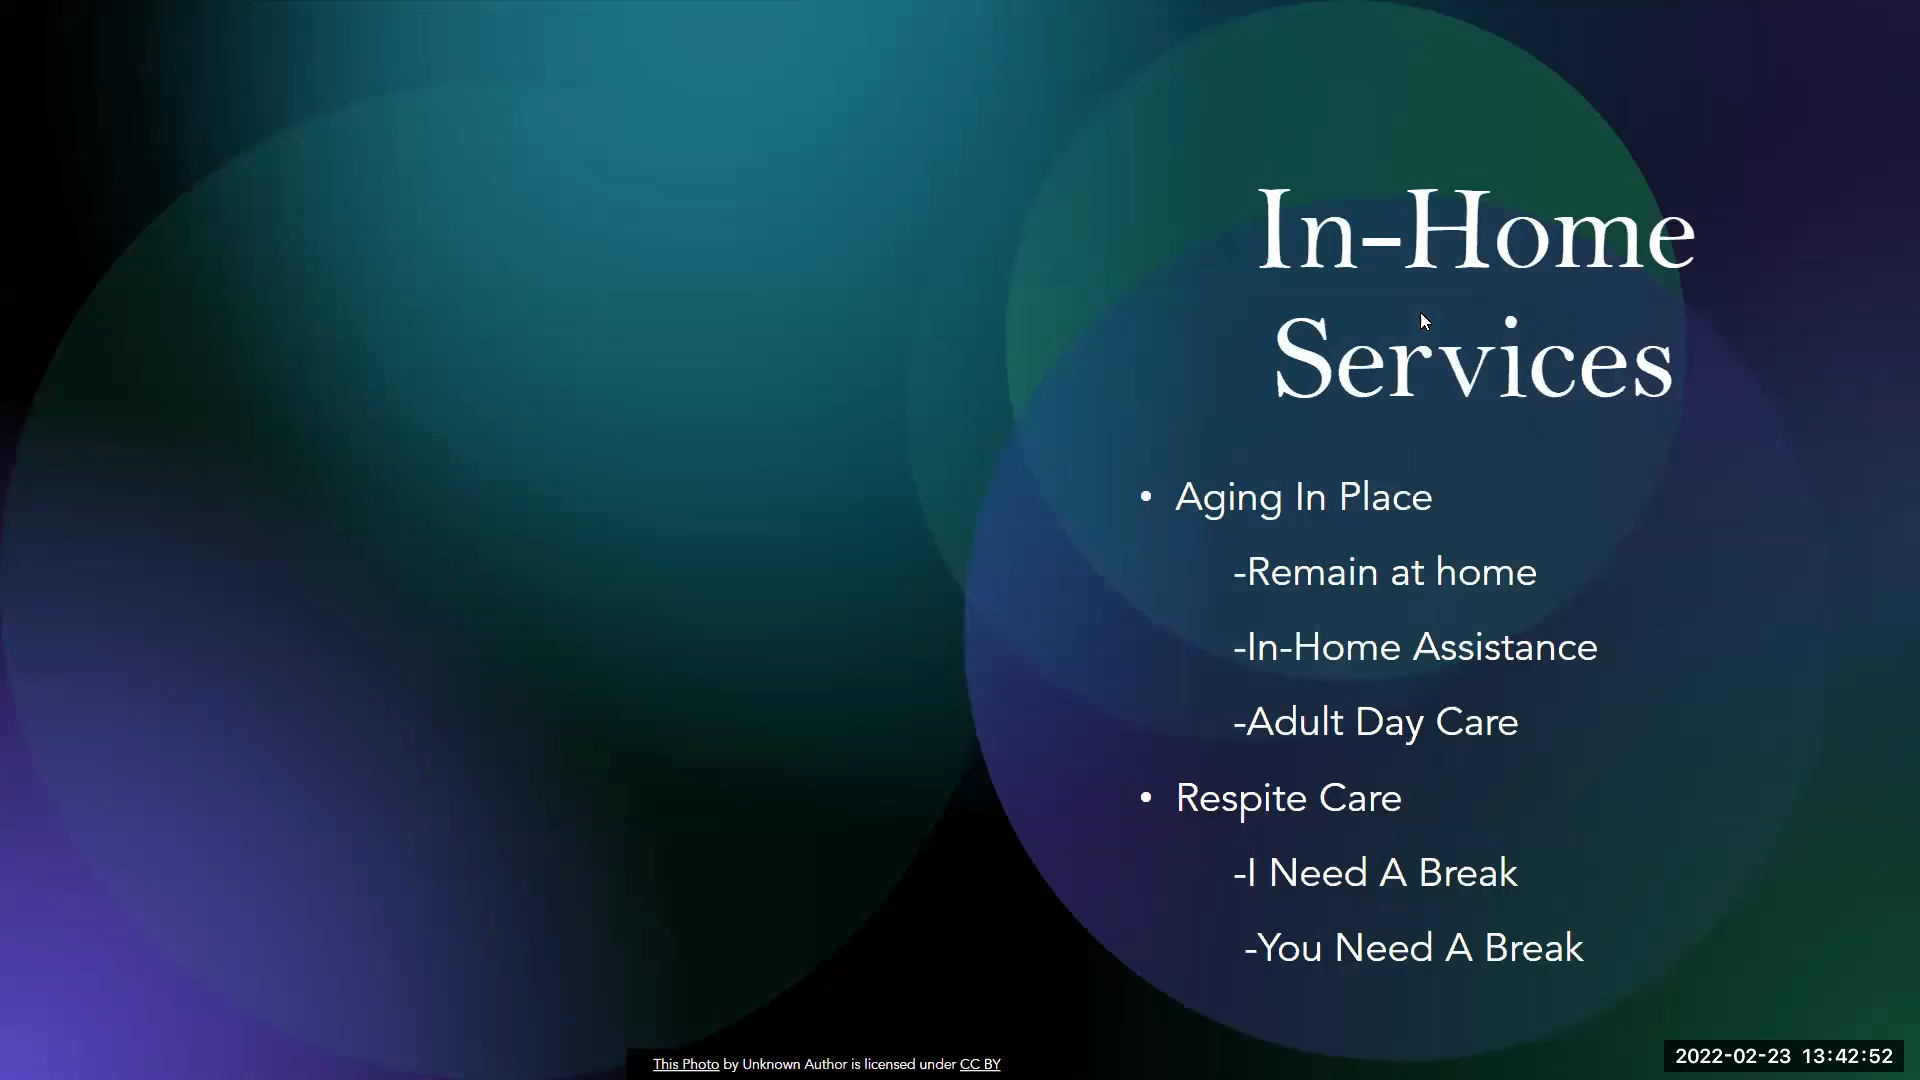 In-Home
Services
• Aging In Place
-Remain at home
-In-Home Assistance
-Adult Day Care
• Respite Care
-I Need A Break
-You Need A Break
This Photo by Unknown Author is licensed under CC BY
2022-02-23 13:42:52